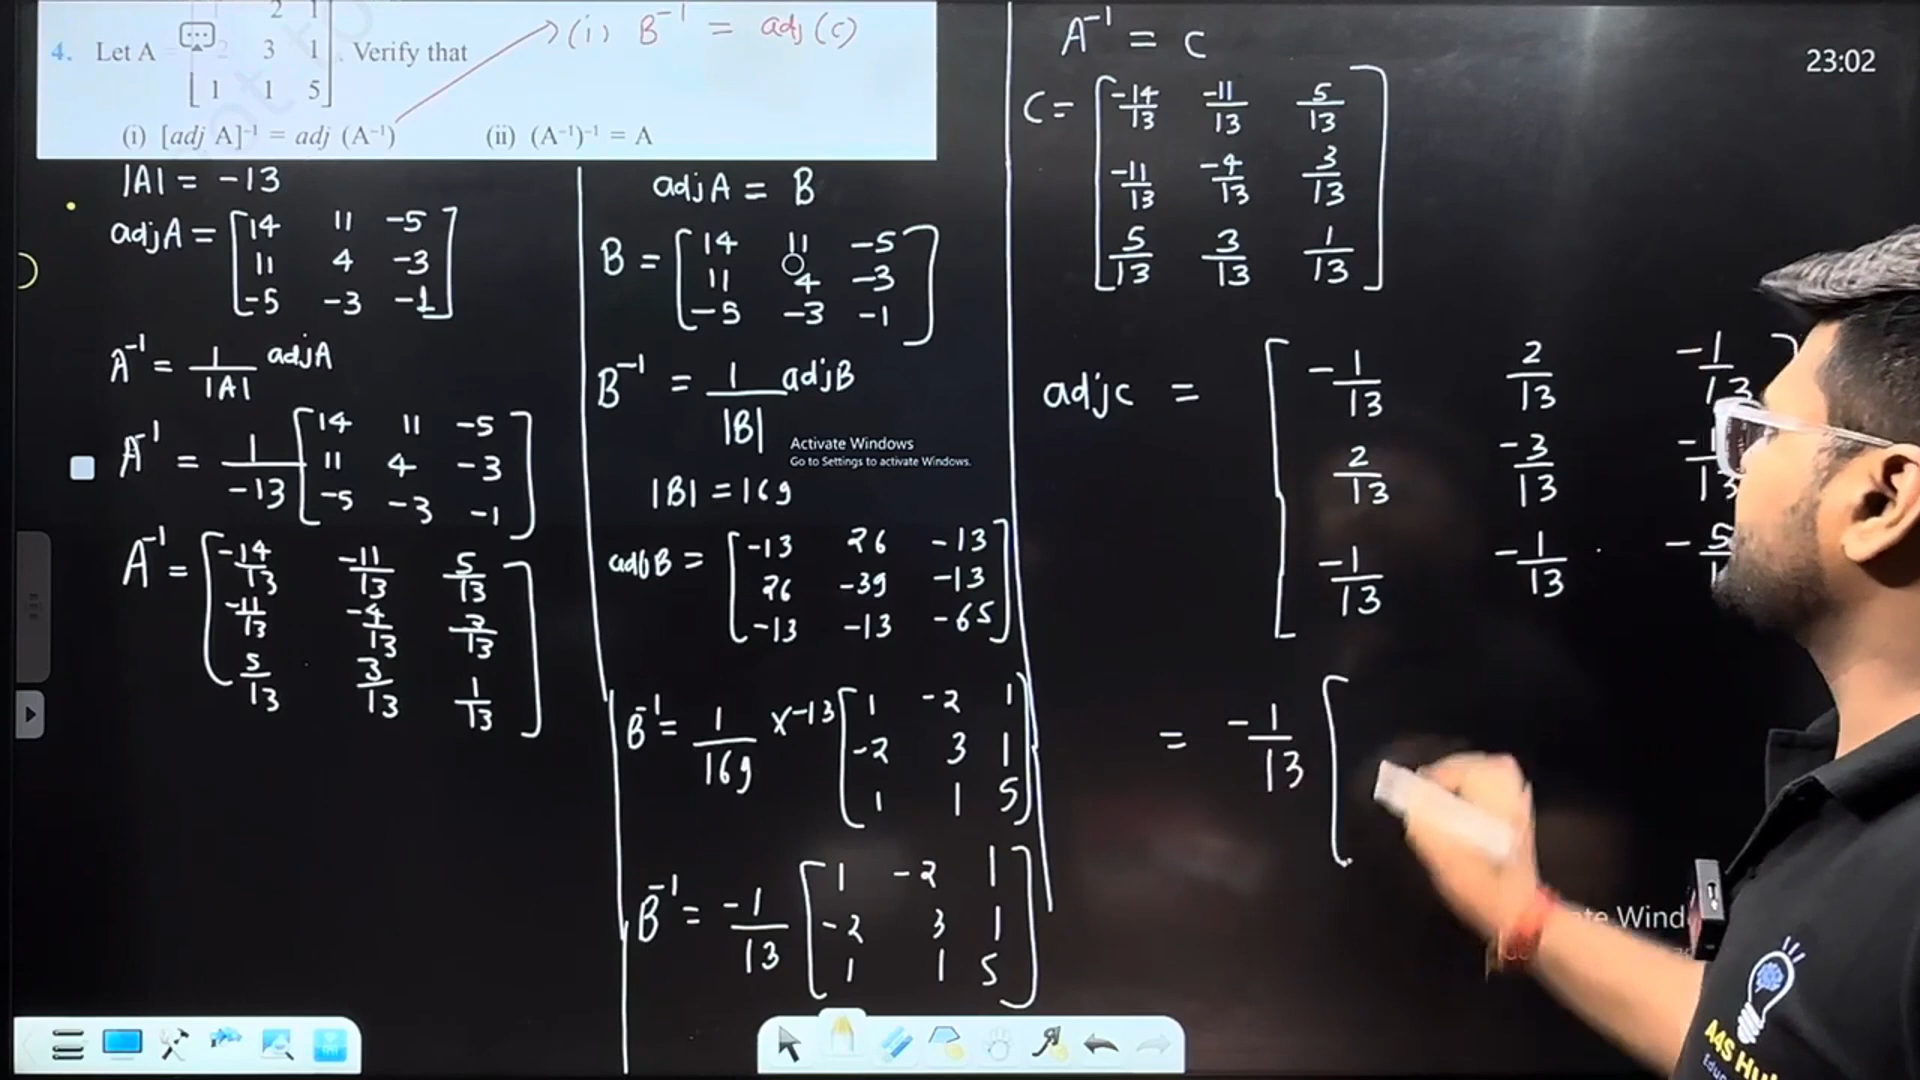 2 1
4. Let A 2 3 1 . Verify that
1 1 5
(i) B⁻¹ = adj (c)
(i) [adj A]⁻¹ = adj (A⁻¹) (ii) (A⁻¹)⁻¹ = A
|A| = -13
adjA = [14 11 -5
11 4 -3
-5 -3 -1]
A⁻¹ = 1/|A| adjA
A⁻¹ = 1/-13 [14 11 -5
11 4 -3
-5 -3 -1]
A⁻¹ = [-14/13 -11/13 5/13
-11/13 -4/13 3/13
5/13 3/13 1/13]
adjA = B
B = [14 11 -5
11 4 -3
-5 -3 -1]
B⁻¹ = 1/|B| adjB
Activate Windows
Go to Settings to activate Windows.
|B| = 169
adjB = [-13 26 -13
26 -39 -13
-13 -13 -65]
B⁻¹ = 1/169 x-13 [1 -2 1
-2 3 1
1 1 5]
B⁻¹ = -1/13 [1 -2 1
-2 3 1
1 1 5]
A⁻¹ = C
C = [-14/13 -11/13 5/13
-11/13 -4/13 3/13
5/13 3/13 1/13]
adjc = [-1/13 2/13 -1/13
2/13 -3/13
-1/13 -1/13 - 5
= -1/13 [
23:02
A4S Hu